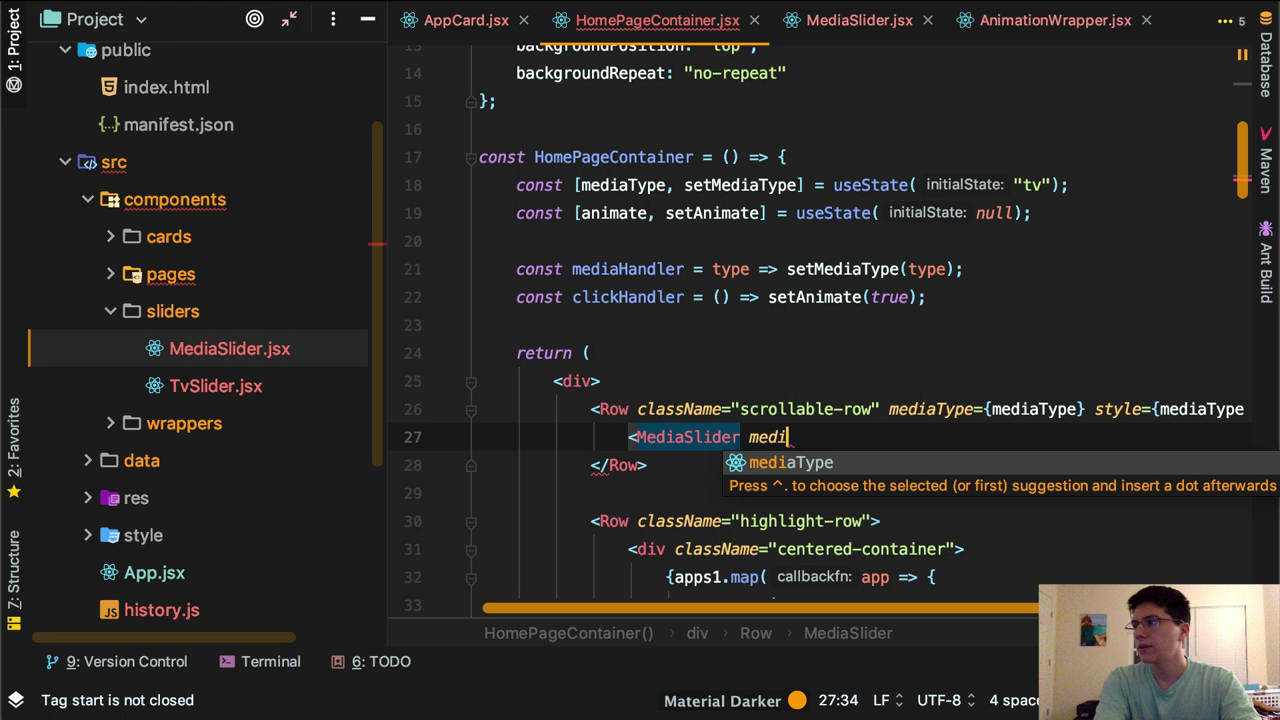 Project
AppCard.jsx
HomePageContainer.jsx
MediaSlider.jsx
AnimationWrapper.jsx
5
1: Project
2: Favorites
7: Structure
public
index.html
manifest.json
src
components
cards
pages
sliders
MediaSlider.jsx
TvSlider.jsx
wrappers
data
res
style
App.jsx
history.js
13 backgroundPosition: "top",
14 backgroundRepeat: "no-repeat"
15 };
16
17 const HomePageContainer = () => {
18 const [mediaType, setMediaType] = useState( initialState: "tv");
19 const [animate, setAnimate] = useState( initialState: null);
20
21 const mediaHandler = type => setMediaType(type);
22 const clickHandler = () => setAnimate(true);
23
24 return (
25 <div>
26 <Row className="scrollable-row" mediaType={mediaType} style={mediaType
27 <MediaSlider medi
mediaType
Press ^. to choose the selected (or first) suggestion and insert a dot afterwards
28 </Row>
29
30 <Row className="highlight-row">
31 <div className="centered-container">
32 {apps1.map( callbackfn: app => {
33
HomePageContainer() div Row MediaSlider
Database
Maven
Ant Build
9: Version Control Terminal 6: TODO
Tag start is not closed
Material Darker 27:34 LF UTF-8 4 spac